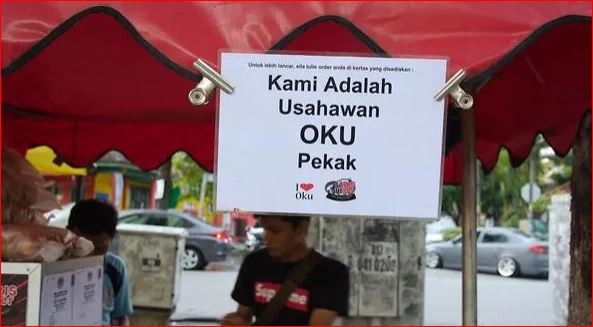 Untuk lebih lancar, sila tulis order anda di kertas yang disediakan :
Kami Adalah
Usahawan
OKU
Pekak
I ❤
Oku
Supreme